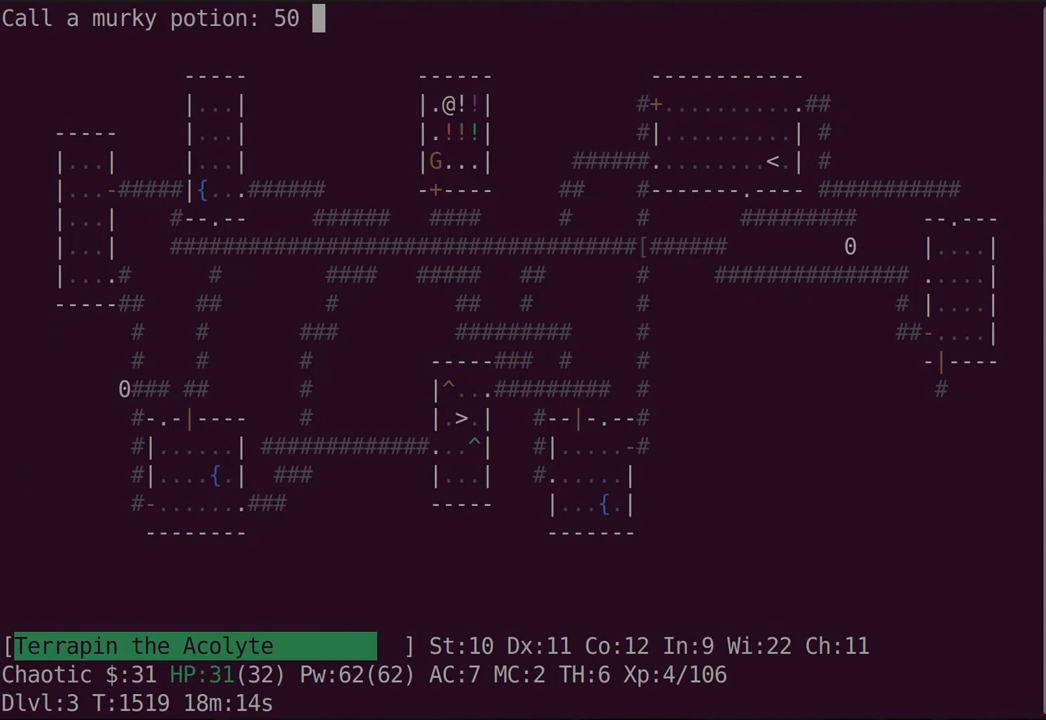 Call a murky potion: 50
----- ------ ------------
|...| |.@!!| #+...........##
----- |...| |.!!!| #|..........| #
|...| |...| |G...| ######.........<.| #
|...-#####|{...###### -+---- ## #-------.---- ###########
|...| #--.-- ###### #### # # ######### --.---
|...| #####################################[###### 0 |....|
|....# # #### ##### ## # ############### .....|
-----## ## # ## # # # |....|
# # ### ######### # ##-....|
# # # -----### # # -|----
0### ## # |^...######### # #
#-.-|---- # |.>.| #--|-.--#
#|......| #############...^| #|.....-#
#|....{.| ### |...| #......|
#-.......### ----- |...{.|
-------- -------
[Terrapin the Acolyte ] St:10 Dx:11 Co:12 In:9 Wi:22 Ch:11
Chaotic $:31 HP:31(32) Pw:62(62) AC:7 MC:2 TH:6 Xp:4/106
Dlvl:3 T:1519 18m:14s